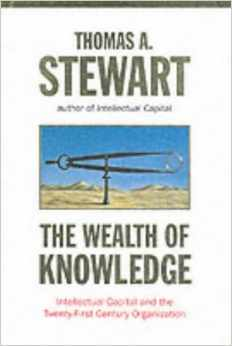 THOMAS A.
STEWART
author of Intellectual Capital
THE WEALTH OF
KNOWLEDGE
Intellectual Capital and the
Twenty-First Century Organization